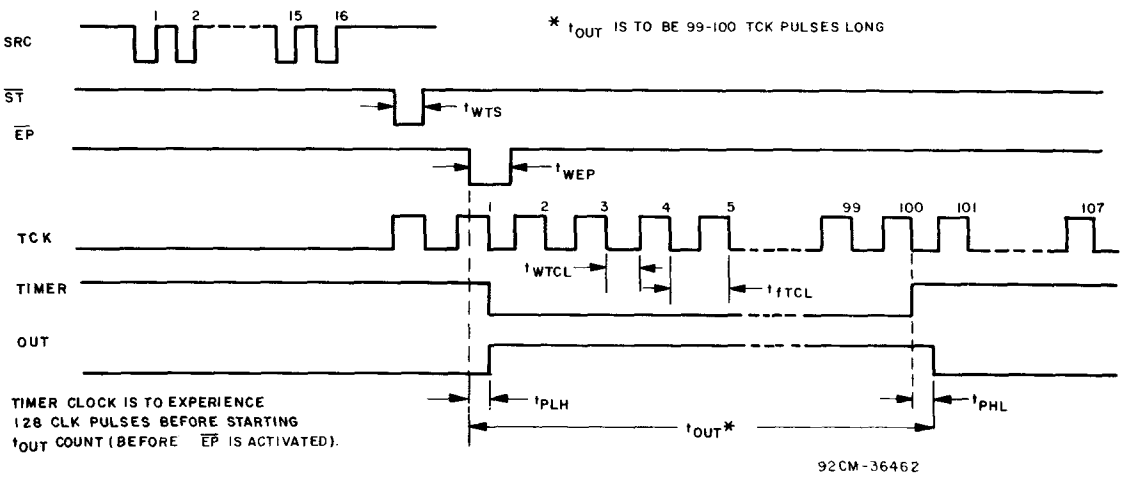 1 2 15 16
* tOUT IS TO BE 99-100 TCK PULSES LONG
SRC
ST
tWTS
EP
tWEP
1 2 3 4 5 99 100 101 107
TCK
tWTCL
tfTCL
TIMER
OUT
tPLH
tPHL
TIMER CLOCK IS TO EXPERIENCE
128 CLK PULSES BEFORE STARTING
tOUT COUNT (BEFORE EP IS ACTIVATED).
tOUT*
92CM-36462